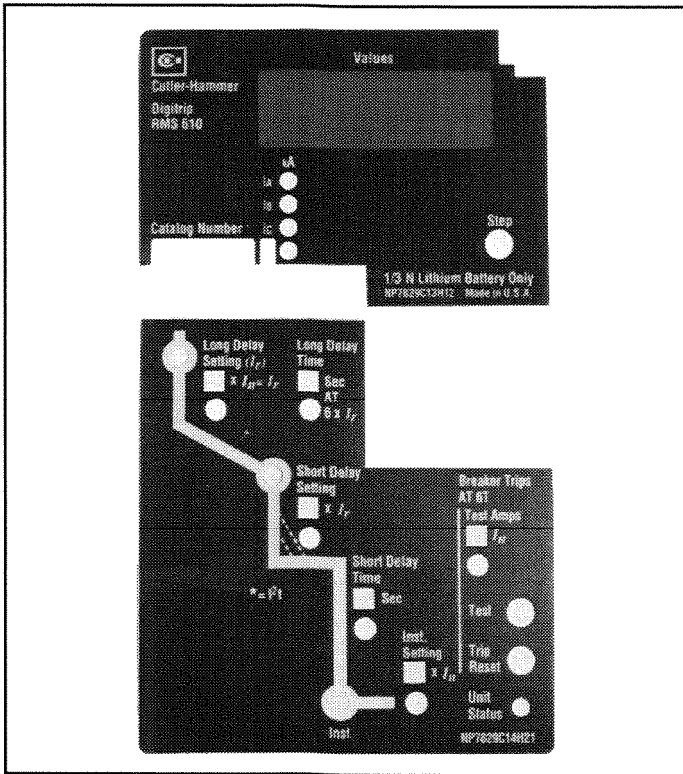 Values
Cutler-Hammer
Digitrip
RMS 510
kA
IA
IB
IC
Catalog Number
Step
1/3 N Lithium Battery Only
NP7829C13H12 Made in U.S.A.
Long Delay
Setting (Ir)
x In = Ir
Long Delay
Time
Sec
AT
6 x Ir
Short Delay
Setting
x Ir
* = I²t
Short Delay
Time
Sec
Breaker Trips
AT 6T
Test Amps
In
Test
Inst.
Setting
x In
Trip
Reset
Unit
Status
Inst
NP7829C14H21